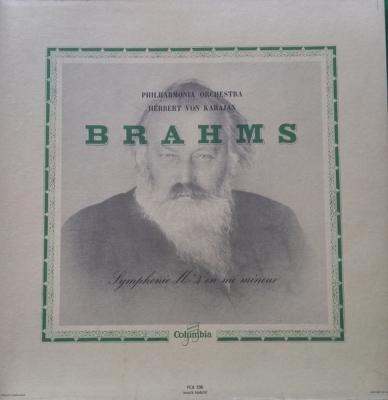 PHILHARMONIA ORCHESTRA
HERBERT VON KARAJAN
BRAHMS
Symphonie N° 4 en mi mineur
Columbia